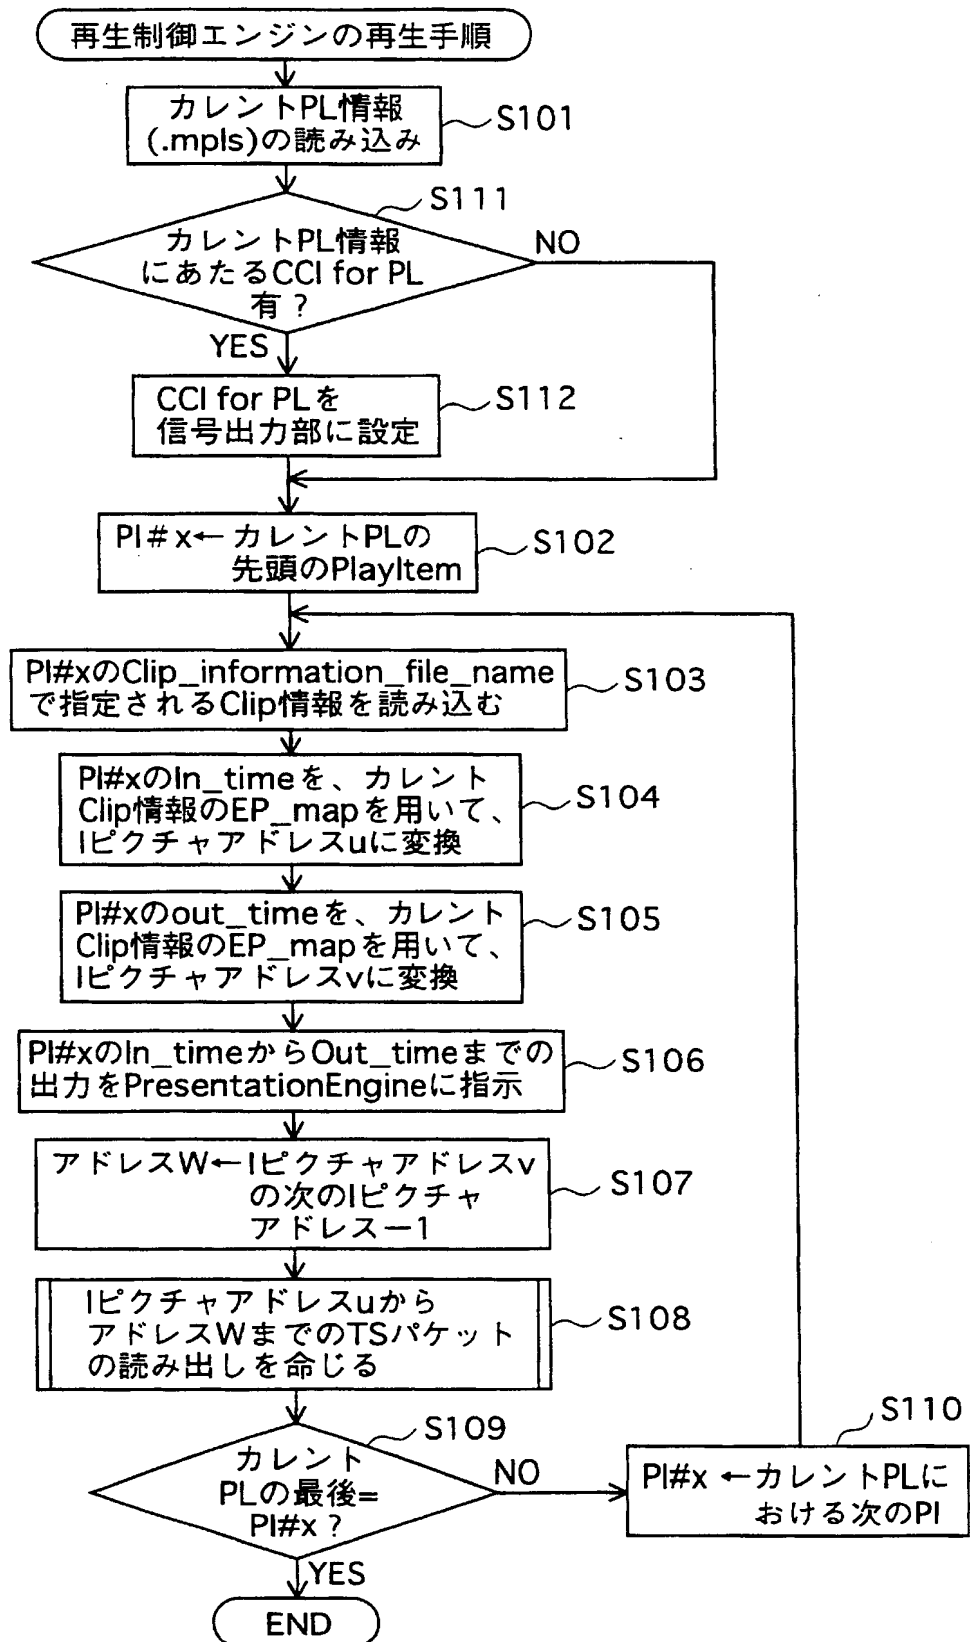 再生制御エンジンの再生手順
カレントPL情報
(.mpls)の読み込み
S101
S111
カレントPL情報
にあたるCCI for PL
有？
NO
YES
CCI for PLを
信号出力部に設定
S112
PI#x←カレントPLの
先頭のPlayItem
S102
PI#xのClip_information_file_name
で指定されるClip情報を読み込む
S103
PI#xのIn_timeを、カレント
Clip情報のEP_mapを用いて、
Iピクチャアドレスuに変換
S104
PI#xのout_timeを、カレント
Clip情報のEP_mapを用いて、
Iピクチャアドレスvに変換
S105
PI#xのIn_timeからOut_timeまでの
出力をPresentationEngineに指示
S106
アドレスW←Iピクチャアドレスv
の次のIピクチャ
アドレスー1
S107
Iピクチャアドレスuから
アドレスWまでのTSパケット
の読み出しを命じる
S108
S109
カレント
PLの最後=
PI#x？
NO
S110
PI#x ←カレントPLに
おける次のPI
YES
END